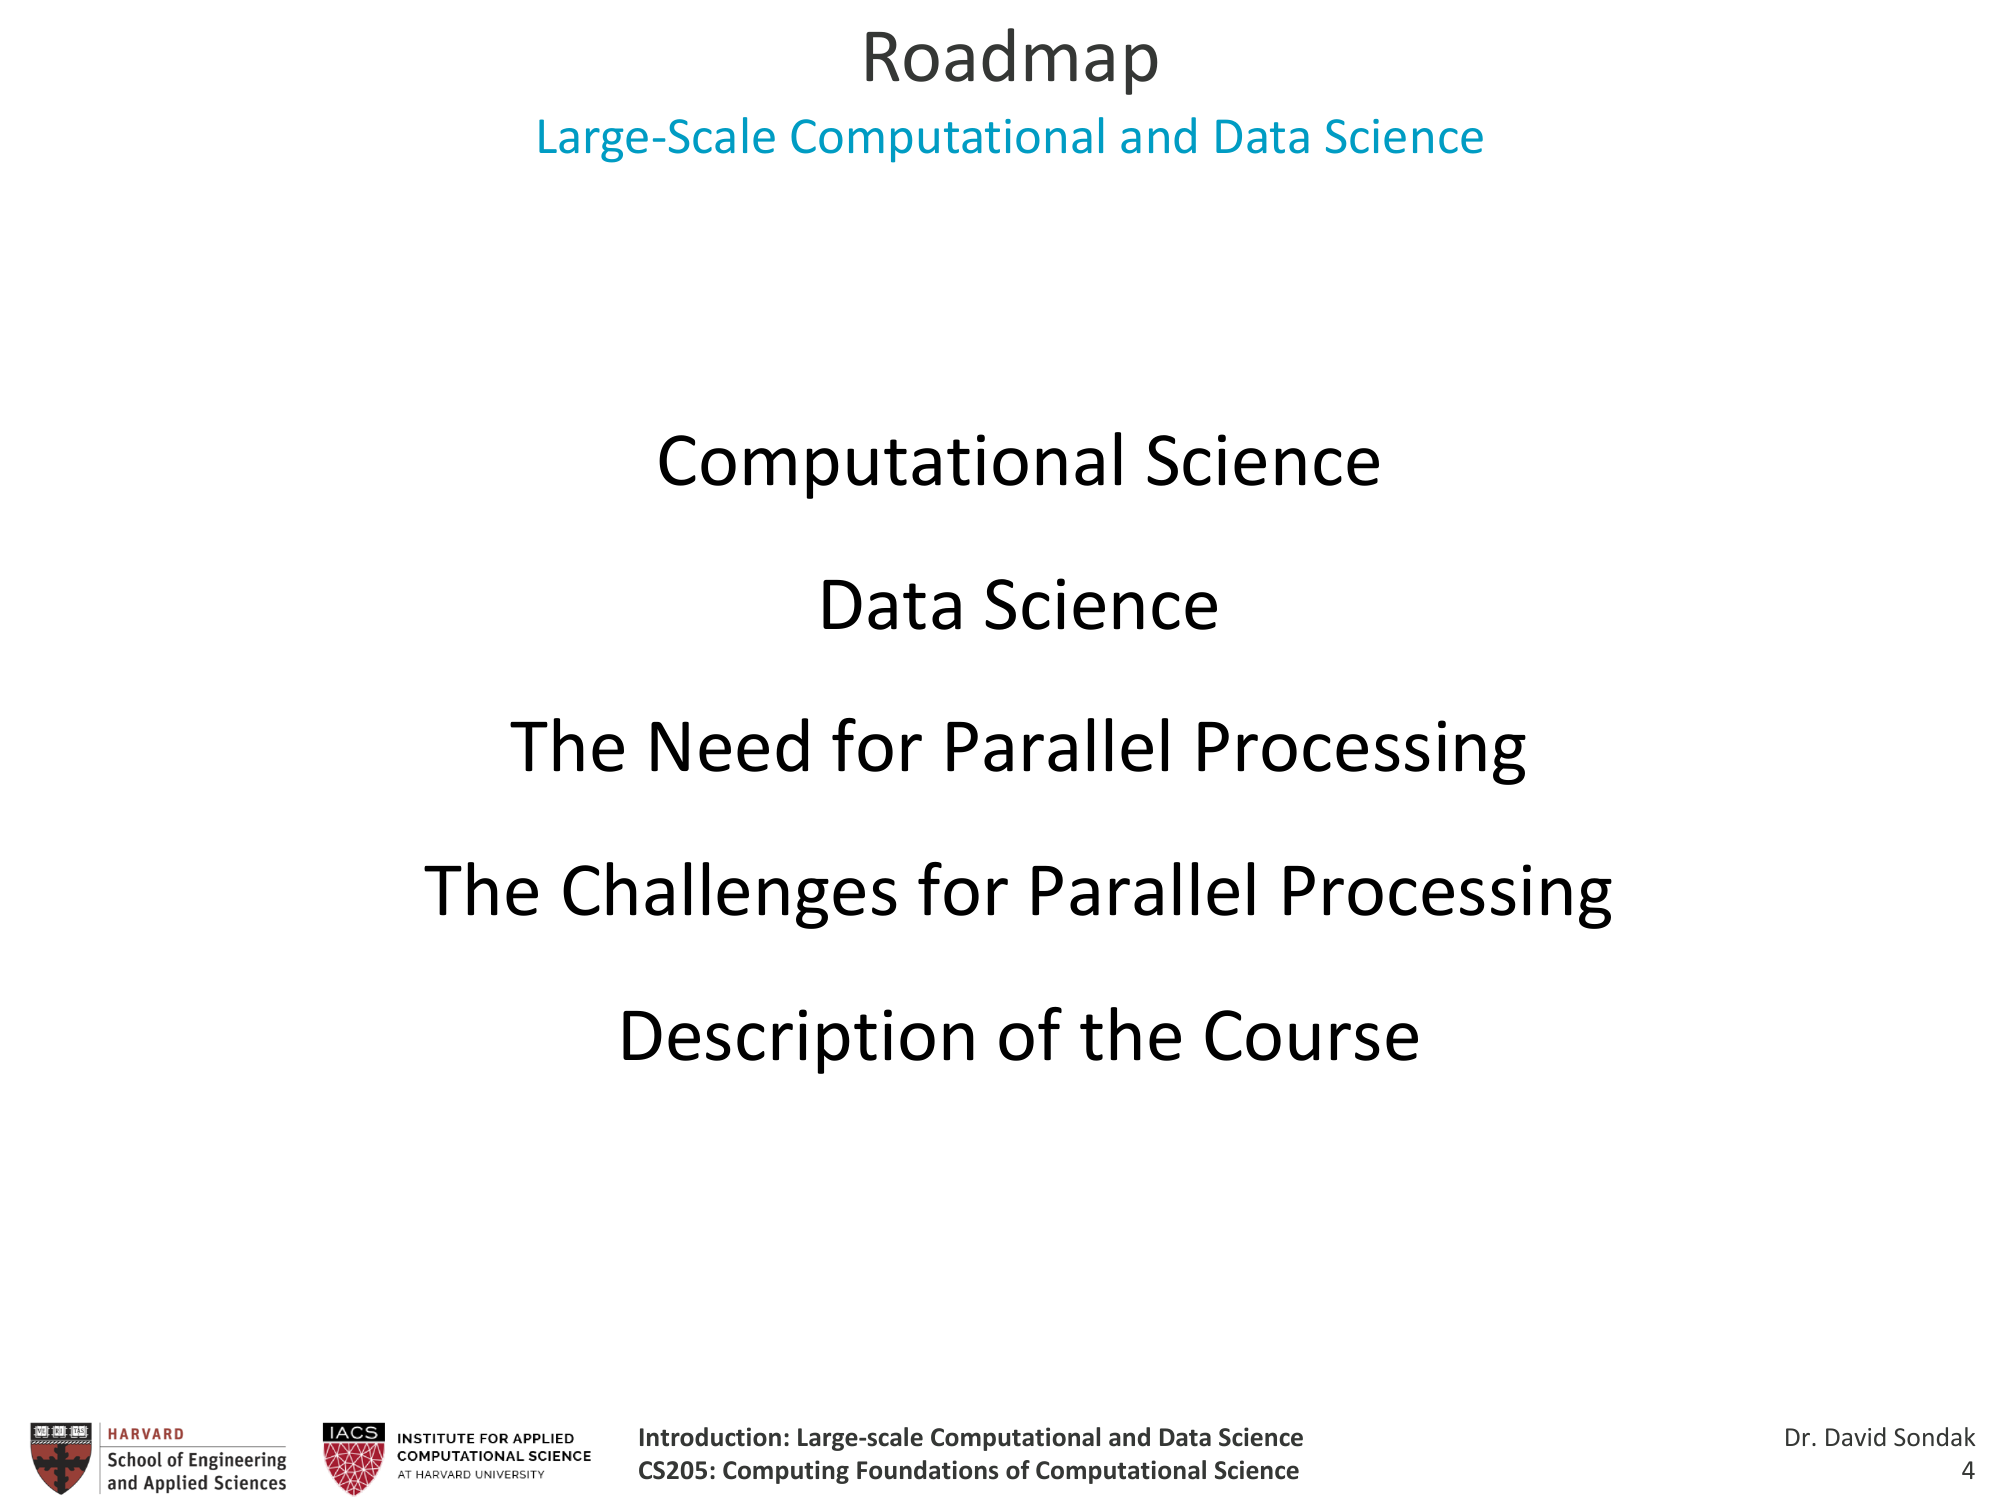 Roadmap
Large-Scale Computational and Data Science
Computational Science
Data Science
The Need for Parallel Processing
The Challenges for Parallel Processing
Description of the Course
HARVARD
School of Engineering
and Applied Sciences
IACS
INSTITUTE FOR APPLIED
COMPUTATIONAL SCIENCE
AT HARVARD UNIVERSITY
Introduction: Large-scale Computational and Data Science
CS205: Computing Foundations of Computational Science
Dr. David Sondak
4